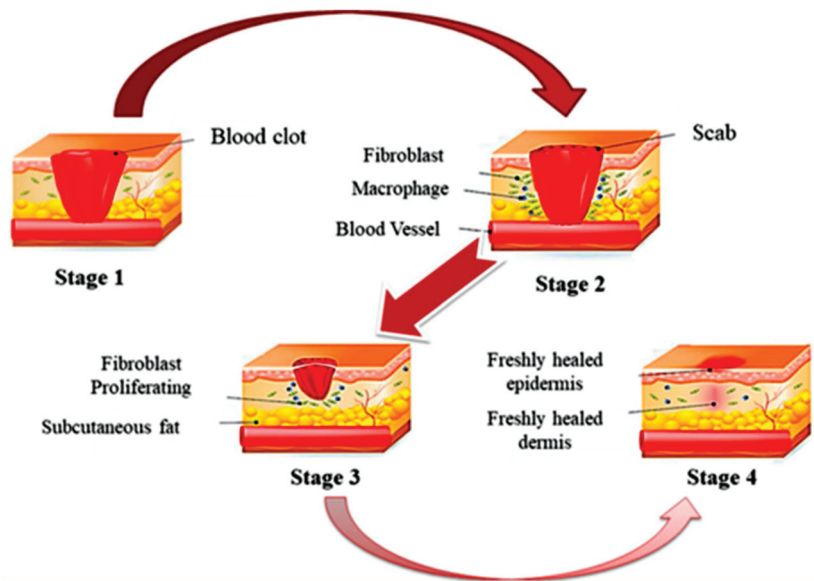 Blood clot
Stage 1
Fibroblast
Macrophage
Blood Vessel
Scab
Stage 2
Fibroblast
Proliferating
Subcutaneous fat
Stage 3
Freshly healed
epidermis
Freshly healed
dermis
Stage 4